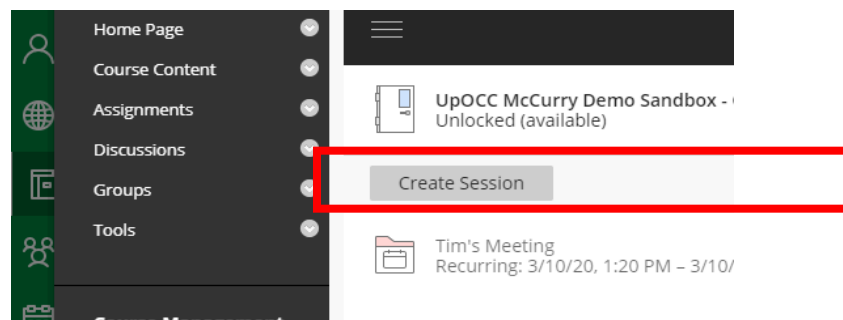 Home Page
Course Content
Assignments
Discussions
Groups
Tools
UpOCC McCurry Demo Sandbox -
Unlocked (available)
Create Session
Tim's Meeting
Recurring: 3/10/20, 1:20 PM – 3/10/